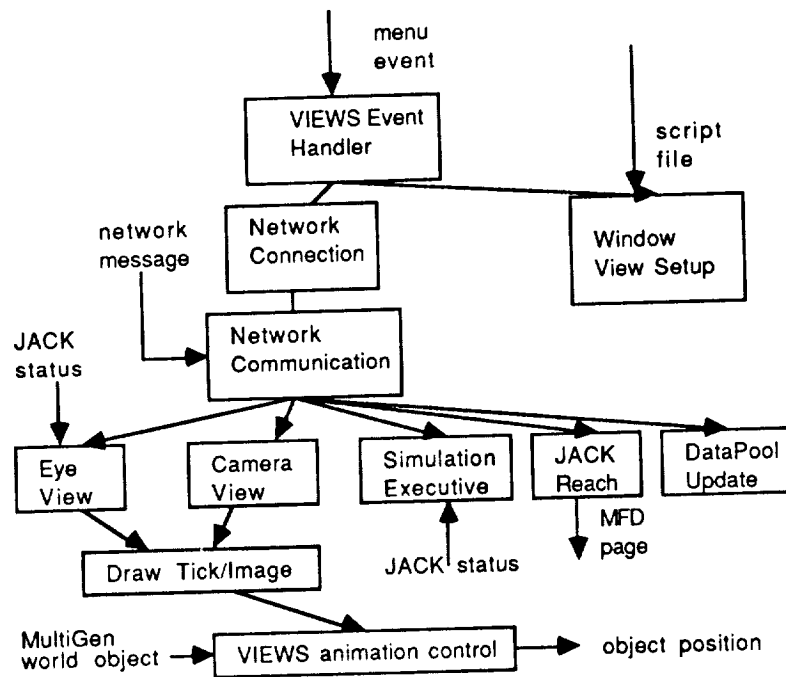 menu
event
VIEWS Event
Handler
script
file
network
message
Network
Connection
Window
View Setup
JACK
status
Network
Communication
Eye
View
Camera
View
Simulation
Executive
JACK
Reach
DataPool
Update
MFD
page
Draw Tick/Image
JACK status
MultiGen
world object
VIEWS animation control
object position